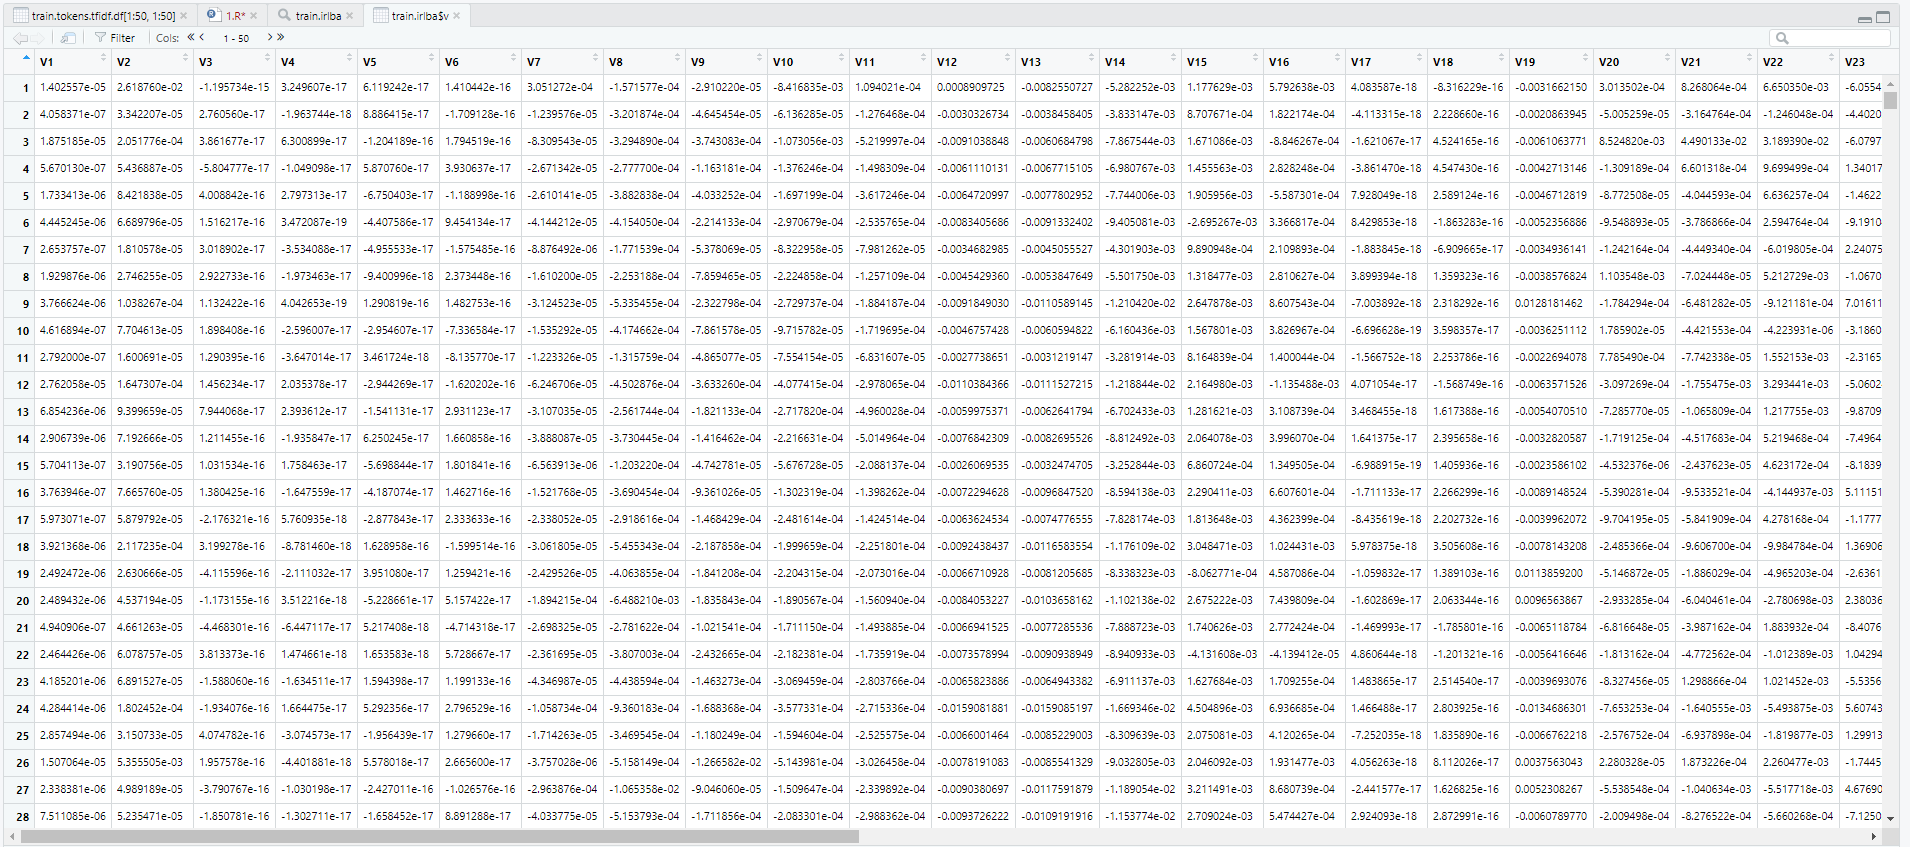 train.tokens.tfidf.df[1:50, 1:50] 1.R* train.irlba train.irlba$v
Filter Cols: « < 1 - 50 > »
V1 V2 V3 V4 V5 V6 V7 V8 V9 V10 V11 V12 V13 V14 V15 V16 V17 V18 V19 V20 V21 V22 V23
1 1.402557e-05 2.618760e-02 -1.195734e-15 3.249607e-17 6.119242e-17 1.410442e-16 3.051272e-04 -1.571577e-04 -2.910220e-05 -8.416835e-03 1.094021e-04 0.0008909725 -0.0082550727 -5.282252e-03 1.177629e-03 5.792638e-03 4.083587e-18 -8.316229e-16 -0.0031662150 3.013502e-04 8.268064e-04 6.650350e-03 -6.0554
2 4.058371e-07 3.342207e-05 2.760560e-17 -1.963744e-18 8.886415e-17 -1.709128e-16 -1.239576e-05 -3.201874e-04 -4.645454e-05 -6.136285e-05 -1.276468e-04 -0.0030326734 -0.0038458405 -3.833147e-03 8.707671e-04 1.822174e-04 -4.113315e-18 2.228660e-16 -0.0020863945 -5.005259e-05 -3.164764e-04 -1.246048e-04 -4.4020
3 1.875185e-05 2.051776e-04 3.861677e-17 6.300899e-17 -1.204189e-16 1.794519e-16 -8.309543e-05 -3.294890e-04 -3.743083e-04 -1.073056e-03 -5.219997e-04 -0.0091038848 -0.0060684798 -7.867544e-03 1.671086e-03 -8.846267e-04 -1.621067e-17 4.524165e-16 -0.0061063771 8.524820e-03 4.490133e-02 3.189390e-02 -6.0797
4 5.670130e-07 5.436887e-05 -5.804777e-17 -1.049098e-17 5.870760e-17 3.930637e-17 -2.671342e-05 -2.777700e-04 -1.163181e-04 -1.376246e-04 -1.498309e-04 -0.0061110131 -0.0067715105 -6.980767e-03 1.455563e-03 2.828248e-04 -3.861470e-18 4.547430e-16 -0.0042713146 -1.309189e-04 6.601318e-04 9.699499e-04 1.34017
5 1.733413e-06 8.421838e-05 4.008842e-16 2.797313e-17 -6.750403e-17 -1.188998e-16 -2.610141e-05 -3.882838e-04 -4.033252e-04 -1.697199e-04 -3.617246e-04 -0.0064720997 -0.0077802952 -7.744006e-03 1.905956e-03 -5.587301e-04 7.928049e-18 2.589124e-16 -0.0046712819 -8.772508e-05 -4.044593e-04 6.636257e-04 -1.4622
6 4.445245e-06 6.689796e-05 1.516217e-16 3.472087e-19 -4.407586e-17 9.454134e-17 -4.144212e-05 -4.154050e-04 -2.214133e-04 -2.970679e-04 -2.535765e-04 -0.0083405686 -0.0091332402 -9.405081e-03 -2.695267e-03 3.366817e-04 8.429853e-18 -1.863283e-16 -0.0052356886 -9.548893e-05 -3.786866e-04 2.594764e-04 -9.1910
7 2.653757e-07 1.810578e-05 3.018902e-17 -3.534088e-17 -4.955533e-17 -1.575485e-16 -8.876492e-06 -1.771539e-04 -5.378069e-05 -8.322958e-05 -7.981262e-05 -0.0034682985 -0.0045055527 -4.301903e-03 9.890948e-04 2.109893e-04 -1.883845e-18 -6.909665e-17 -0.0034936141 -1.242164e-04 -4.449340e-04 -6.019805e-04 2.24075
8 1.929876e-06 2.746255e-05 2.922733e-16 -1.973463e-17 -9.400996e-18 2.373448e-16 -1.610200e-05 -2.253188e-04 -7.859465e-05 -2.224858e-04 -1.257109e-04 -0.0045429360 -0.0053847649 -5.501750e-03 1.318477e-03 2.810627e-04 3.899394e-18 1.359323e-16 -0.0038576824 1.103548e-03 -7.024448e-05 5.212729e-03 -1.0670
9 3.766624e-06 1.038267e-04 1.132422e-16 4.042653e-19 1.290819e-16 1.482753e-16 -3.124523e-05 -5.335455e-04 -2.322798e-04 -2.729737e-04 -1.884187e-04 -0.0091849030 -0.0110589145 -1.210420e-02 2.647878e-03 8.607543e-04 -7.003892e-18 2.318292e-16 0.0128181462 -1.784294e-04 -6.481282e-05 -9.121181e-04 7.01611
10 4.616894e-07 7.704613e-05 1.898408e-16 -2.596007e-17 -2.954607e-17 -7.336584e-17 -1.535292e-05 -4.174662e-04 -7.861578e-05 -9.715782e-05 -1.719695e-04 -0.0046757428 -0.0060594822 -6.160436e-03 1.567801e-03 3.826967e-04 -6.696628e-19 3.598357e-17 -0.0036251112 1.785902e-05 -4.421553e-04 -4.223931e-06 -3.1860
11 2.792000e-07 1.600691e-05 1.290395e-16 -3.647014e-17 3.461724e-18 -8.135770e-17 -1.223326e-05 -1.315759e-04 -4.865077e-05 -7.554154e-05 -6.831607e-05 -0.0027738651 -0.0031219147 -3.281914e-03 8.164839e-04 1.400044e-04 -1.566752e-18 2.253786e-16 -0.0022694078 7.785490e-04 -7.742338e-05 1.552153e-03 -2.3165
12 2.762058e-05 1.647307e-04 1.456234e-17 2.035378e-17 -2.944269e-17 -1.620202e-16 -6.246706e-05 -4.502876e-04 -3.633260e-04 -4.077415e-04 -2.978065e-04 -0.0110384366 -0.0111527215 -1.218844e-02 2.164980e-03 -1.135488e-03 4.071054e-17 -1.568749e-16 -0.0063571526 -3.097269e-04 -1.755475e-03 3.293441e-03 -5.0602
13 6.854236e-06 9.399659e-05 7.944068e-17 2.393612e-17 -1.541131e-17 2.931123e-17 -3.107035e-05 -2.561744e-04 -1.821133e-04 -2.717820e-04 -4.960028e-04 -0.0059975371 -0.0062641794 -6.702433e-03 1.281621e-03 3.108739e-04 3.468455e-18 1.617388e-16 -0.0054070510 -7.285770e-05 -1.065809e-04 1.217755e-03 -9.8709
14 2.906739e-06 7.192666e-05 1.211455e-16 -1.935847e-17 6.250245e-17 1.660858e-16 -3.888087e-05 -3.730445e-04 -1.416462e-04 -2.216631e-04 -5.014964e-04 -0.0076842309 -0.0082695526 -8.812492e-03 2.064078e-03 3.996070e-04 1.641375e-17 2.395658e-16 -0.0032820587 -1.719125e-04 -4.517683e-04 5.219468e-04 -7.4964
15 5.704113e-07 3.190756e-05 1.031534e-16 1.758463e-17 -5.698844e-17 1.801841e-16 -6.563913e-06 -1.203220e-04 -4.742781e-05 -5.676728e-05 -2.088137e-04 -0.0026069535 -0.0032474705 -3.252844e-03 6.860724e-04 1.349505e-04 -6.988915e-19 1.405936e-16 -0.0023586102 -4.532376e-06 -2.437623e-05 4.623172e-04 -8.1839
16 3.763946e-07 7.665760e-05 1.380425e-16 -1.647559e-17 -4.187074e-17 1.462716e-16 -1.521768e-05 -3.690454e-04 -9.361026e-05 -1.302319e-04 -1.398262e-04 -0.0072294628 -0.0096847520 -8.594138e-03 2.290411e-03 6.607601e-04 -1.711133e-17 2.266299e-16 -0.0089148524 -5.390281e-04 -9.533521e-04 -4.144937e-03 5.11151
17 5.973071e-07 5.879792e-05 -2.176321e-16 5.760935e-18 -2.877843e-17 2.333633e-16 -2.338052e-05 -2.918616e-04 -1.468429e-04 -2.481614e-04 -1.424514e-04 -0.0063624534 -0.0074776555 -7.828174e-03 1.813648e-03 4.362399e-04 -8.435619e-18 2.202732e-16 -0.0039962072 -9.704195e-05 -5.841909e-04 4.278168e-04 -1.1777
18 3.921368e-06 2.117235e-04 3.199278e-16 -8.781460e-18 1.628958e-16 -1.599514e-16 -3.061805e-05 -5.455343e-04 -2.187858e-04 -1.999659e-04 -2.251801e-04 -0.0092438437 -0.0116583554 -1.176109e-02 3.048471e-03 1.024431e-03 5.978375e-18 3.505608e-16 -0.0078143208 -2.485366e-04 -9.606700e-04 -9.984784e-04 1.36906
19 2.492472e-06 2.630666e-05 -4.115596e-16 -2.111032e-17 3.951080e-17 1.259421e-16 -2.429526e-05 -4.063855e-04 -1.841208e-04 -2.204315e-04 -2.073016e-04 -0.0066710928 -0.0081205685 -8.338323e-03 -8.062771e-04 4.587086e-04 -1.059832e-17 1.389103e-16 0.0113859200 -5.146872e-05 -1.886029e-04 -4.965203e-04 -2.6361
20 2.489432e-06 4.537194e-05 -1.173155e-16 3.512216e-18 -5.228661e-17 5.157422e-17 -1.894215e-04 -6.488210e-03 -1.835843e-04 -1.890567e-04 -1.560940e-04 -0.0084053227 -0.0103658162 -1.102138e-02 2.675222e-03 7.439809e-04 -1.602869e-17 2.063344e-16 0.0096563867 -2.933285e-04 -6.040461e-04 -2.780698e-03 2.38036
21 4.940906e-07 4.661263e-05 -4.468301e-16 -6.447117e-17 5.217408e-18 -4.714318e-17 -2.698325e-05 -2.781622e-04 -1.021541e-04 -1.711150e-04 -1.493885e-04 -0.0066941525 -0.0077285536 -7.888723e-03 1.740626e-03 2.772424e-04 -1.469993e-17 -1.785801e-16 -0.0065118784 -6.816648e-05 -3.987162e-04 1.883932e-04 -8.4076
22 2.464426e-06 6.078757e-05 3.813373e-16 1.474661e-18 1.653583e-18 5.728667e-17 -2.361695e-05 -3.807003e-04 -2.432665e-04 -2.182381e-04 -1.735919e-04 -0.0073578994 -0.0090938949 -8.940933e-03 -4.131608e-03 -4.139412e-05 4.860644e-18 -1.201321e-16 -0.0056416646 -1.813162e-04 -4.772562e-04 -1.012389e-03 1.04294
23 4.185201e-06 6.891527e-05 -1.588060e-16 -1.634511e-17 1.594398e-17 1.199133e-16 -4.346987e-05 -4.438594e-04 -1.463273e-04 -3.069459e-04 -2.803766e-04 -0.0065823886 -0.0064943382 -6.911137e-03 1.627684e-03 1.709255e-04 1.483865e-17 2.514540e-17 -0.0039693076 -8.327456e-05 1.298866e-04 1.021452e-03 -5.5356
24 4.284414e-06 1.802452e-04 -1.934076e-16 1.664475e-17 5.292356e-17 2.796529e-16 -1.058734e-04 -9.360183e-04 -1.688368e-04 -3.577331e-04 -2.715336e-04 -0.0159081881 -0.0159085197 -1.669346e-02 4.504896e-03 6.936685e-04 1.466488e-17 2.803925e-16 -0.0134686301 -7.653253e-04 -1.640555e-03 -5.493875e-03 5.60743
25 2.857494e-06 3.150733e-05 4.074782e-16 -3.074573e-17 -1.956439e-17 1.279660e-17 -1.714263e-05 -3.469545e-04 -1.180249e-04 -1.594604e-04 -2.525575e-04 -0.0066001464 -0.0085229003 -8.309639e-03 2.075081e-03 4.120265e-04 -7.252035e-18 1.835890e-16 -0.0066762218 -2.576752e-04 -6.937898e-04 -1.819877e-03 1.29913
26 1.507064e-05 5.355505e-03 1.957578e-16 -4.401881e-18 5.578018e-17 2.665600e-17 -3.757028e-06 -5.158149e-04 -1.266582e-02 -5.143981e-04 -3.026458e-04 -0.0078191083 -0.0085541329 -9.032805e-03 2.046092e-03 1.931477e-03 4.056263e-18 8.112026e-17 0.0037563043 2.280328e-05 1.873226e-04 2.260477e-03 -1.7445
27 2.338381e-06 4.989189e-05 -3.790767e-16 -1.030197e-17 -2.427011e-16 -1.026576e-16 -2.963876e-04 -1.065358e-02 -9.046060e-05 -1.509647e-04 -2.339892e-04 -0.0090380697 -0.0117591879 -1.189054e-02 3.211491e-03 8.680739e-04 -2.441577e-17 1.626825e-16 0.0052308267 -5.538548e-04 -1.040634e-03 -5.517718e-03 4.67690
28 7.511085e-06 5.235471e-05 -1.850781e-16 -1.302711e-17 -1.658452e-17 8.891288e-17 -4.033775e-05 -5.153793e-04 -1.711856e-04 -2.083301e-04 -2.988362e-04 -0.0093726222 -0.0109191916 -1.153774e-02 2.709024e-03 5.474427e-04 2.924093e-18 2.872991e-16 -0.0060789770 -2.009498e-04 -8.276522e-04 -5.660268e-04 -7.1250